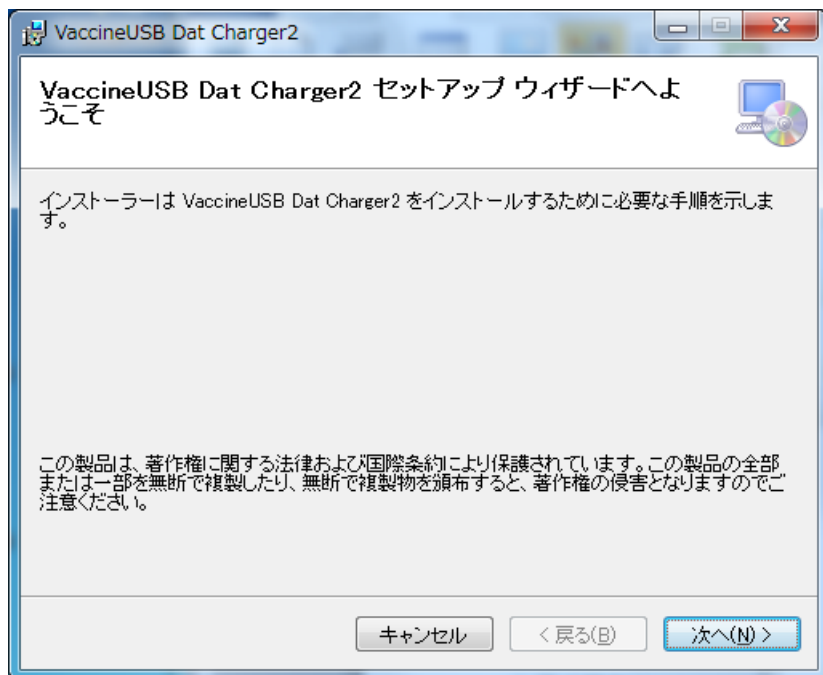 VaccineUSB Dat Charger2
VaccineUSB Dat Charger2 セットアップ ウィザードへよ
うこそ
インストーラーは VaccineUSB Dat Charger2 をインストールするために必要な手順を示しま
す。
この製品は、著作権に関する法律および国際条約により保護されています。この製品の全部
または一部を無断で複製したり、無断で複製物を頒布すると、著作権の侵害となりますのでご
注意ください。
キャンセル
< 戻る(B)
次へ(N) >